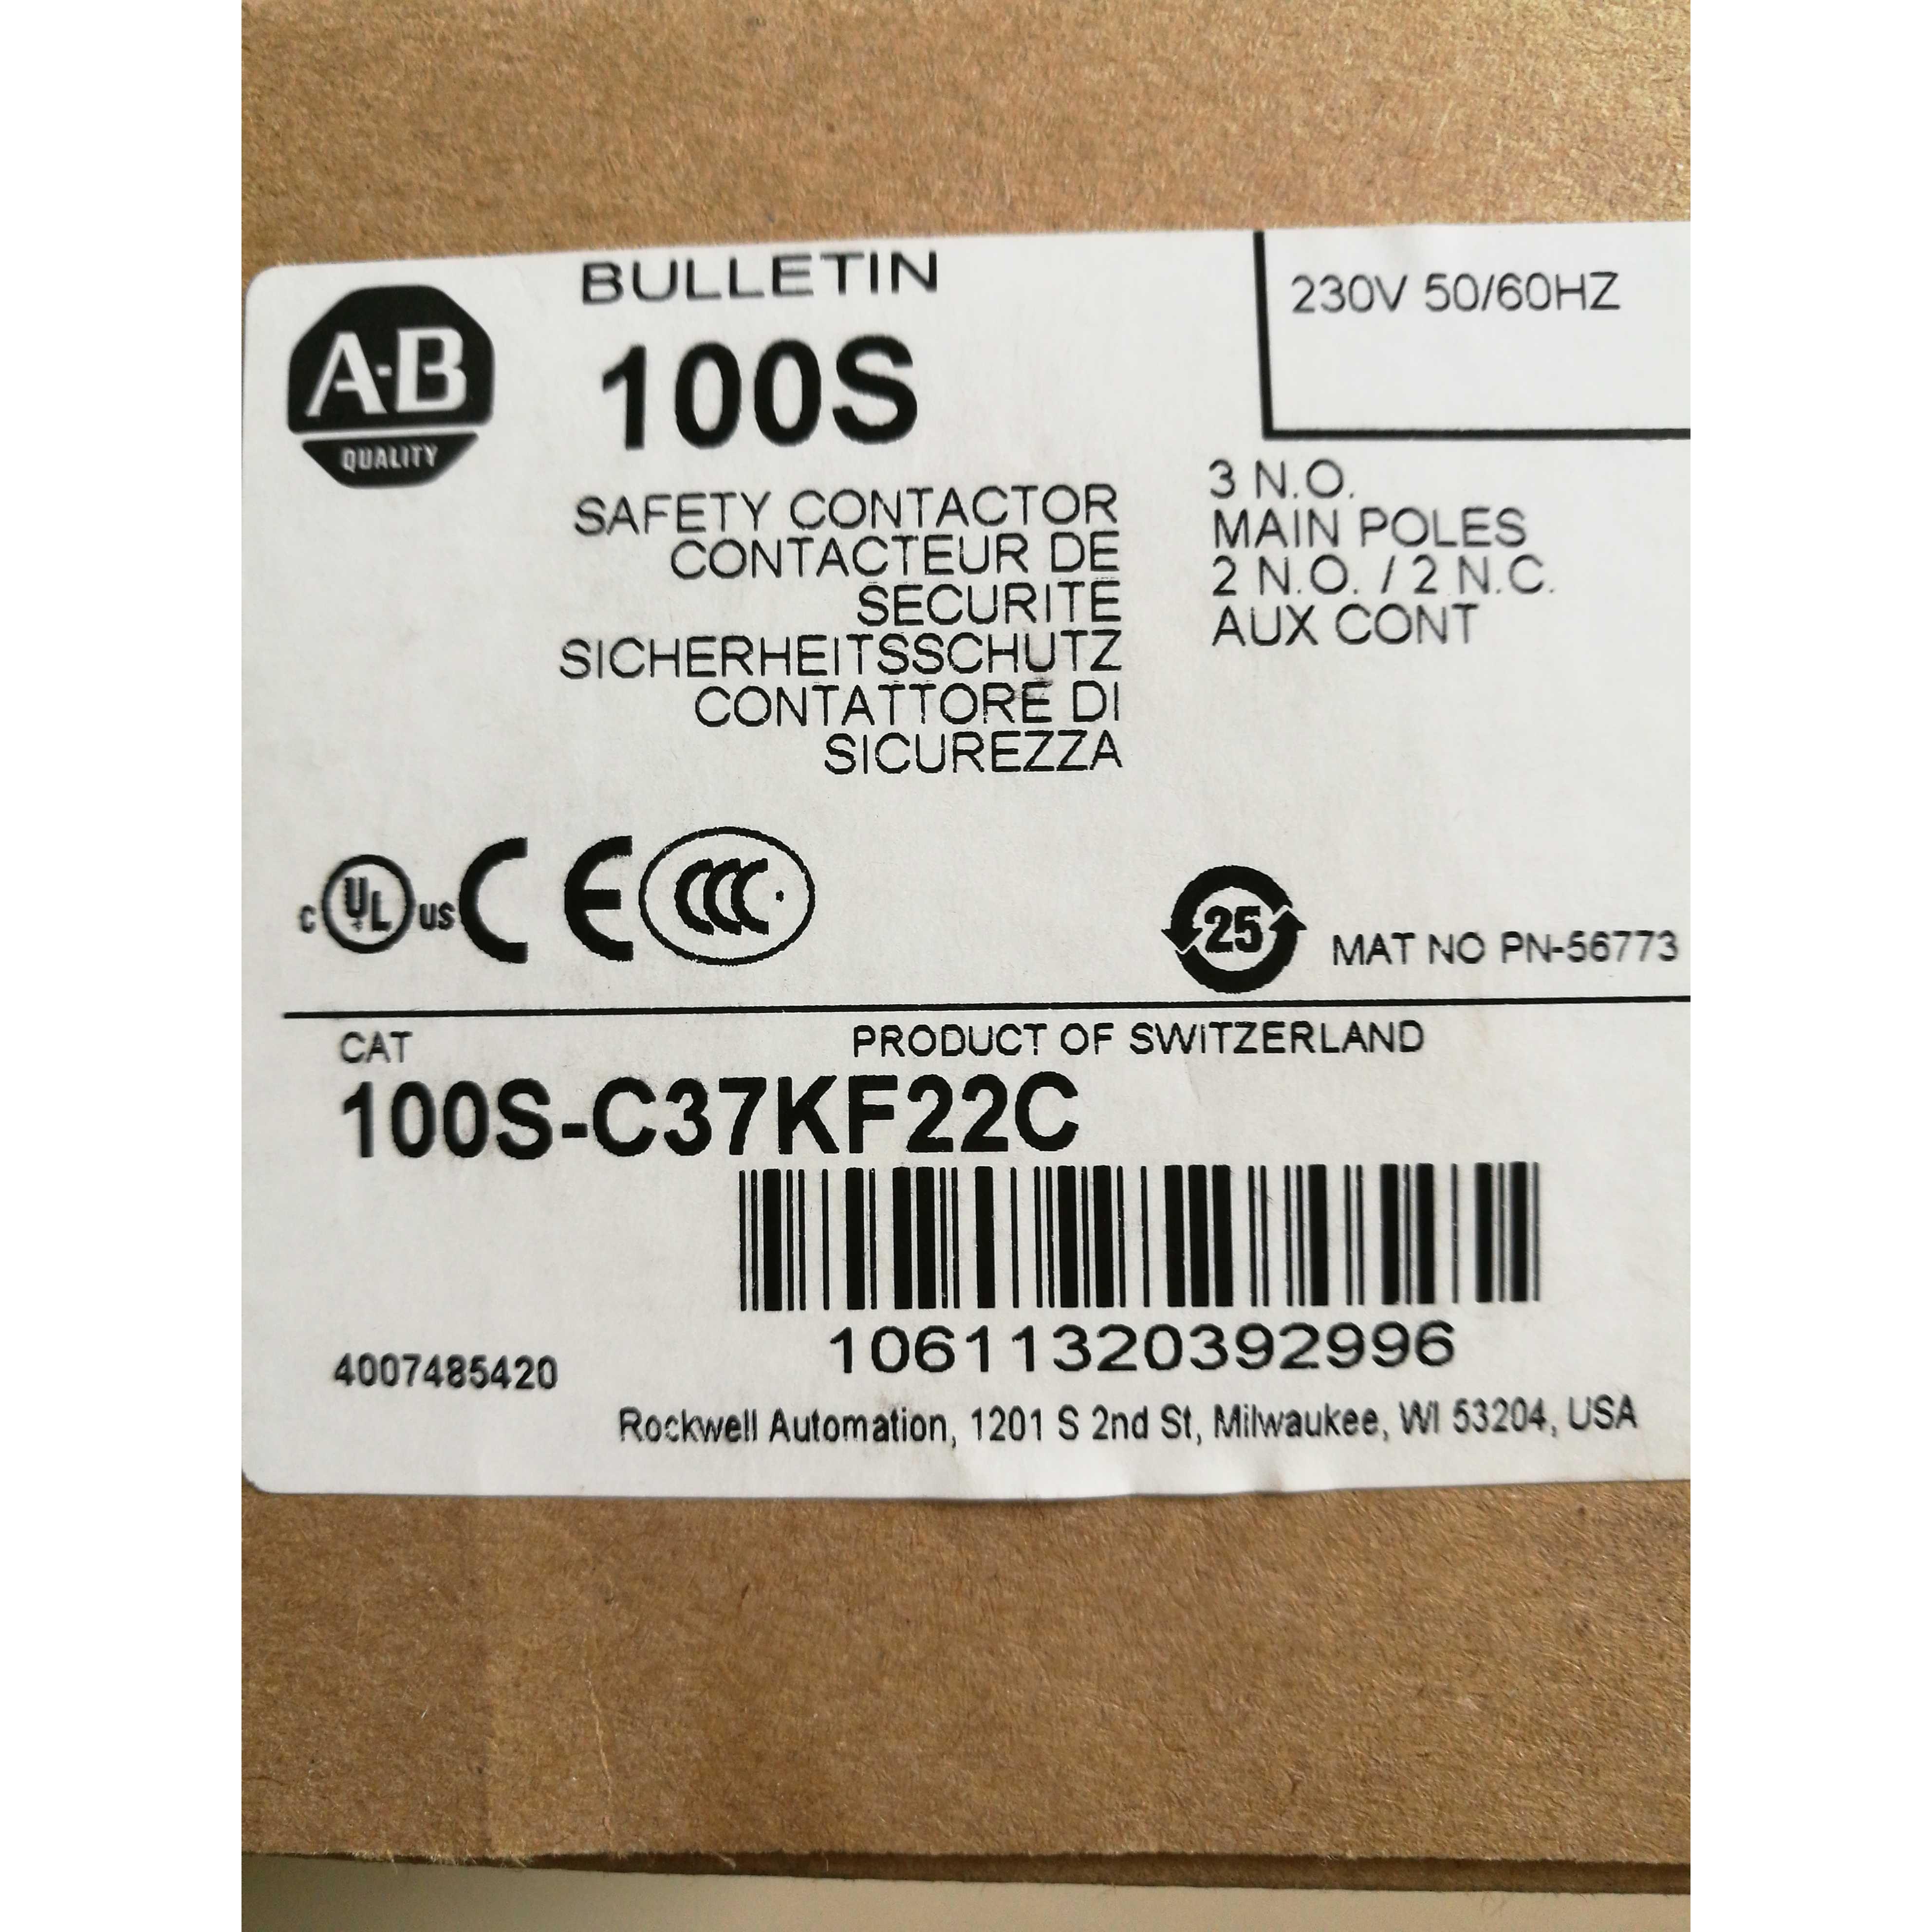 A-B
QUALITY
BULLETIN
100S
230V 50/60HZ
SAFETY CONTACTOR
CONTACTEUR DE
SECURITE
SICHERHEITSSCHUTZ
CONTATTORE DI
SICUREZZA
3 N.O.
MAIN POLES
2 N.O. / 2 N.C.
AUX CONT
C UL US CE CCC
25
MAT NO PN-56773
CAT
PRODUCT OF SWITZERLAND
100S-C37KF22C
10611320392996
4007485420
Rockwell Automation, 1201 S 2nd St, Milwaukee, WI 53204, USA